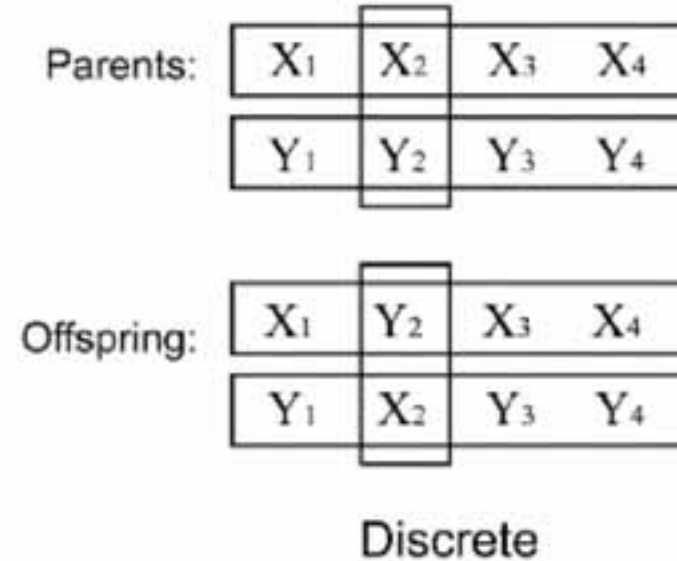 Parents: X1 X2 X3 X4
Y1 Y2 Y3 Y4
Offspring: X1 Y2 X3 X4
Y1 X2 Y3 Y4
Discrete